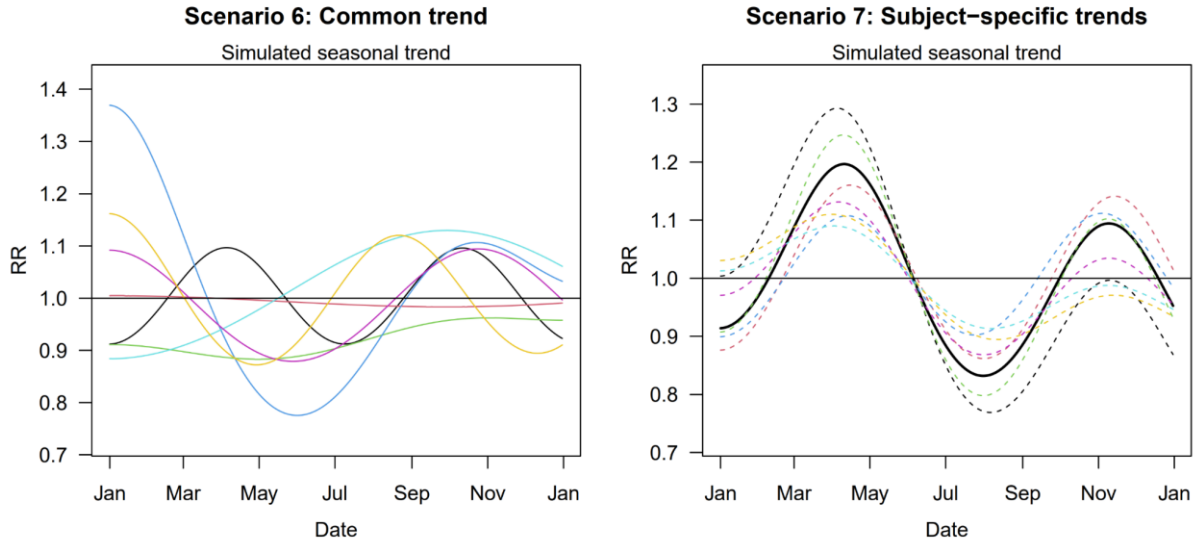 Scenario 6: Common trend
Simulated seasonal trend
RR
1.4
1.3
1.2
1.1
1.0
0.9
0.8
0.7
Jan Mar May Jul Sep Nov Jan
Date
Scenario 7: Subject−specific trends
Simulated seasonal trend
RR
1.3
1.2
1.1
1.0
0.9
0.8
0.7
Jan Mar May Jul Sep Nov Jan
Date